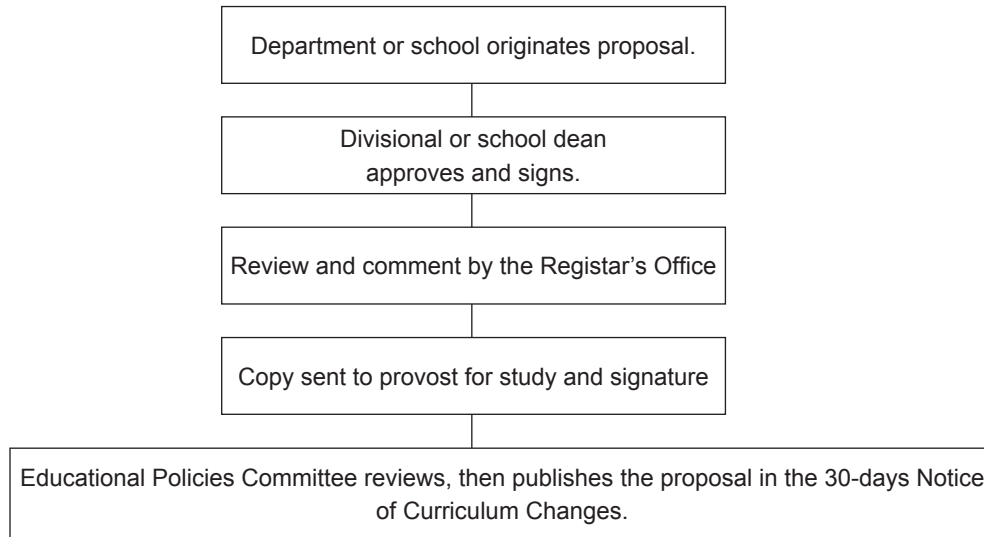 Department or school originates proposal.
Divisional or school dean
approves and signs.
Review and comment by the Registar’s Office
Copy sent to provost for study and signature
Educational Policies Committee reviews, then publishes the proposal in the 30-days Notice
of Curriculum Changes.